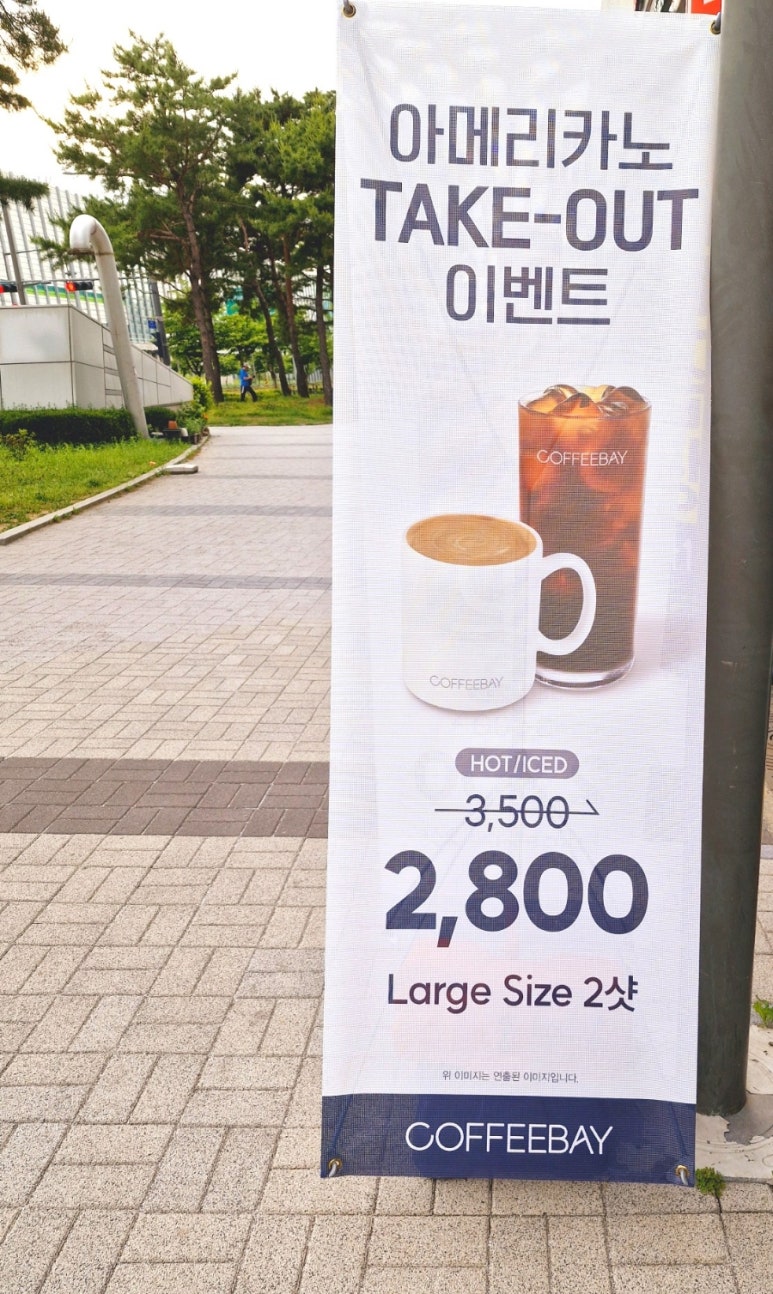 아메리카노
TAKE-OUT
이벤트
COFFEEBAY
COFFEEBAY
HOT/ICED
3,500
2,800
Large Size 2샷
위 이미지는 연출된 이미지입니다.
COFFEEBAY